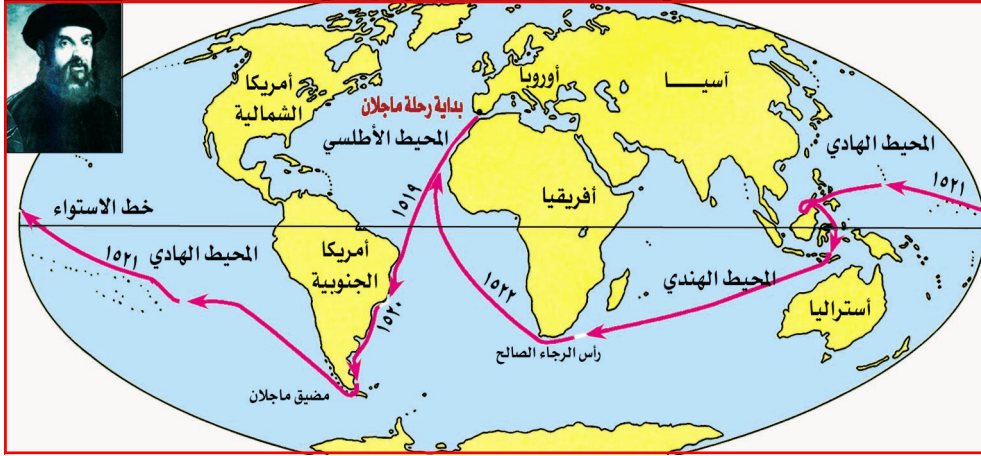 أمريكا
الشمالية
أوروبا
آسيــــا
بداية رحلة ماجلان
المحيط الأطلسي
المحيط الهادي
١٥٢١
١٥١٩
أفريقيا
خط الاستواء
المحيط الهادي
١٥٢١
أمريكا
الجنوبية
١٥٢٠
١٥٢٢
المحيط الهندي
أستراليا
رأس الرجاء الصالح
مضيق ماجلان